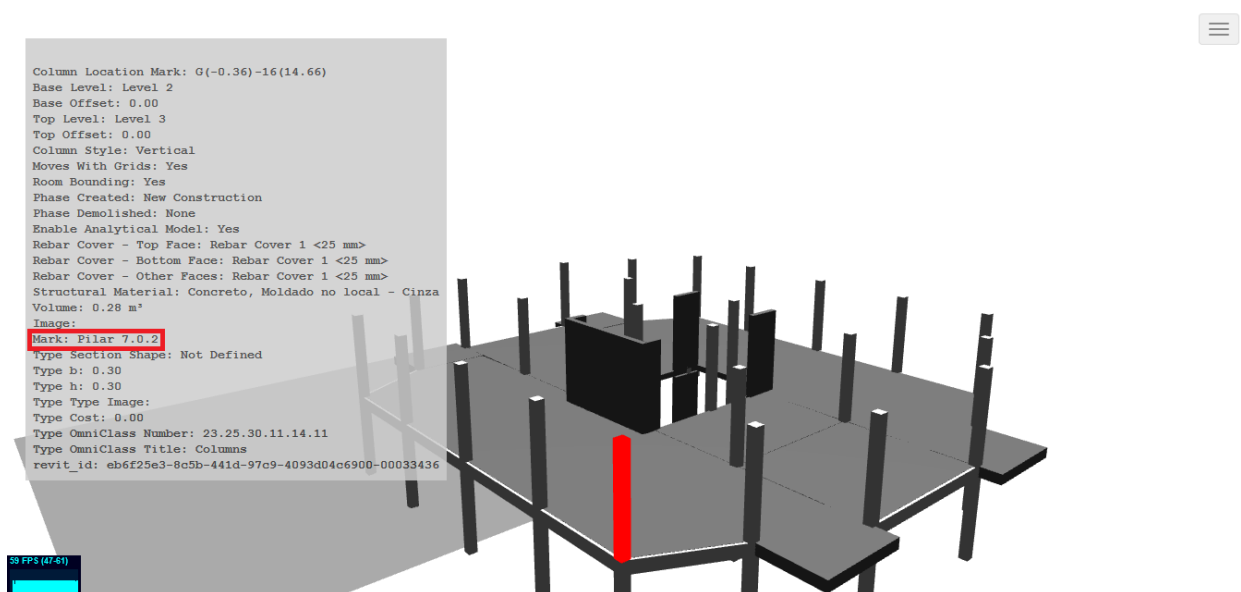 Column Location Mark: G(-0.36)-16(14.66)
Base Level: Level 2
Base Offset: 0.00
Top Level: Level 3
Top Offset: 0.00
Column Style: Vertical
Moves With Grids: Yes
Room Bounding: Yes
Phase Created: New Construction
Phase Demolished: None
Enable Analytical Model: Yes
Rebar Cover - Top Face: Rebar Cover 1 <25 mm>
Rebar Cover - Bottom Face: Rebar Cover 1 <25 mm>
Rebar Cover - Other Faces: Rebar Cover 1 <25 mm>
Structural Material: Concreto, Moldado no local - Cinza
Volume: 0.28 m³
Image:
Mark: Pilar 7.0.2
Type Section Shape: Not Defined
Type b: 0.30
Type h: 0.30
Type Type Image:
Type Cost: 0.00
Type OmniClass Number: 23.25.30.11.14.11
Type OmniClass Title: Columns
revit_id: eb6f25e3-8c5b-441d-97c9-4093d04c6900-00033436
59 FPS (47-61)